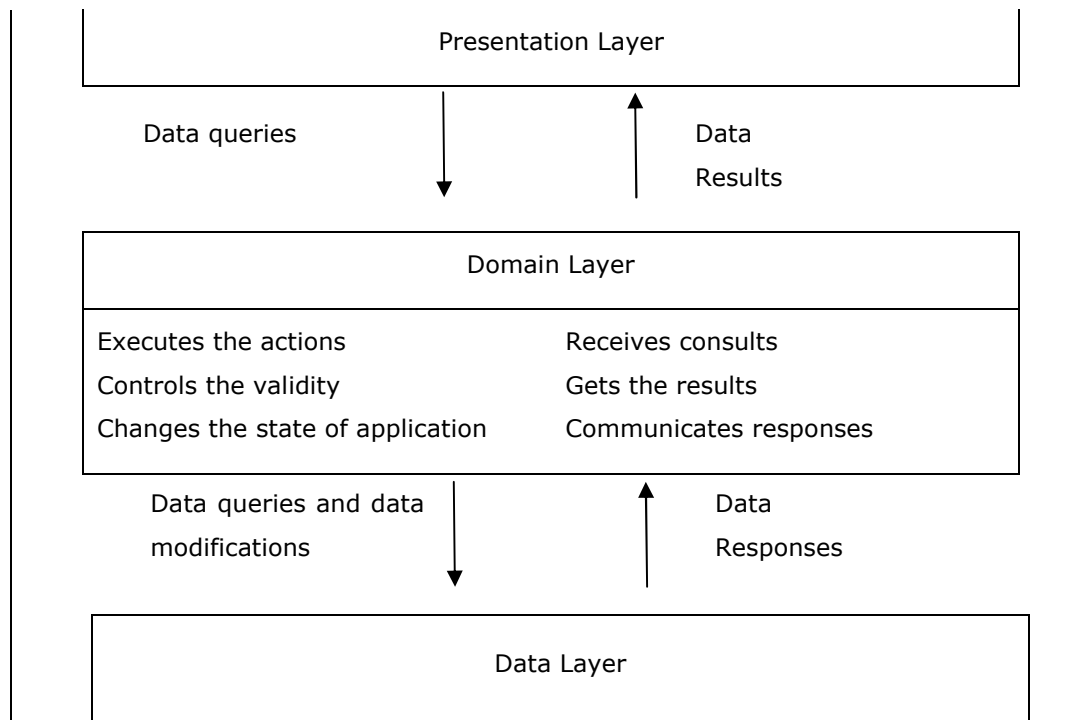 Presentation Layer
Data queries
Data
Results
Domain Layer
Executes the actions
Controls the validity
Changes the state of application
Receives consults
Gets the results
Communicates responses
Data queries and data
modifications
Data
Responses
Data Layer